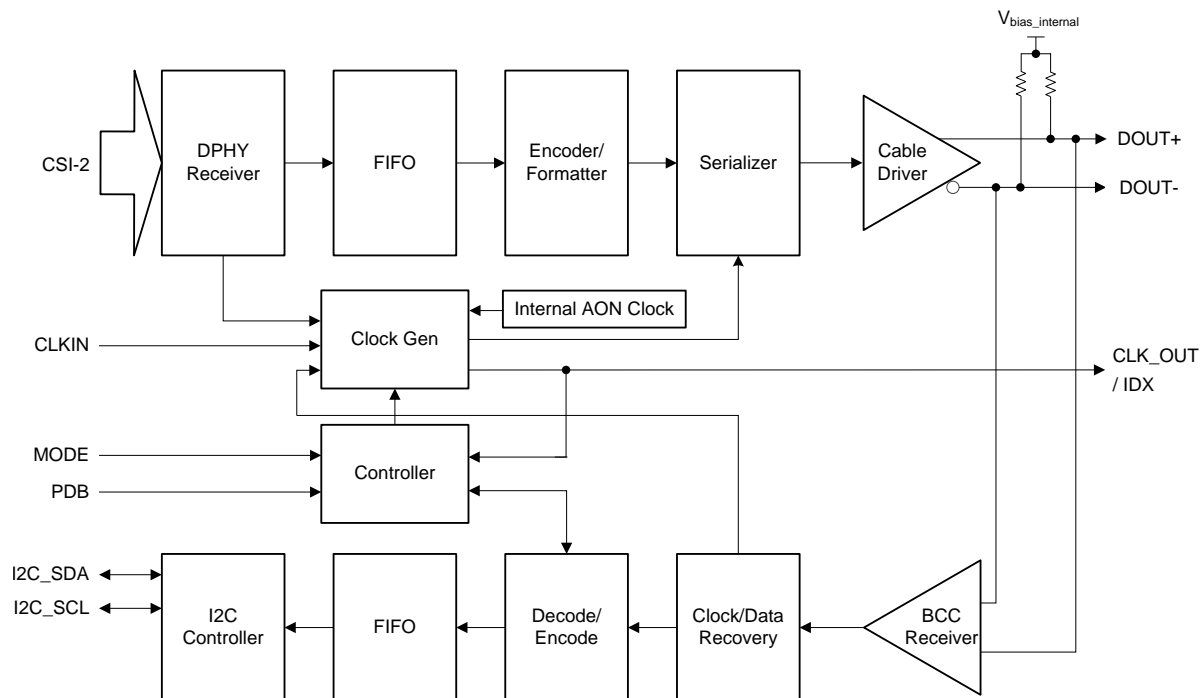 V_bias_internal
CSI-2
DPHY
Receiver
FIFO
Encoder/
Formatter
Serializer
Cable
Driver
DOUT+
DOUT-
Internal AON Clock
Clock Gen
CLKIN
CLK_OUT
/ IDX
MODE
PDB
Controller
I2C_SDA
I2C_SCL
I2C
Controller
FIFO
Decode/
Encode
Clock/Data
Recovery
BCC
Receiver